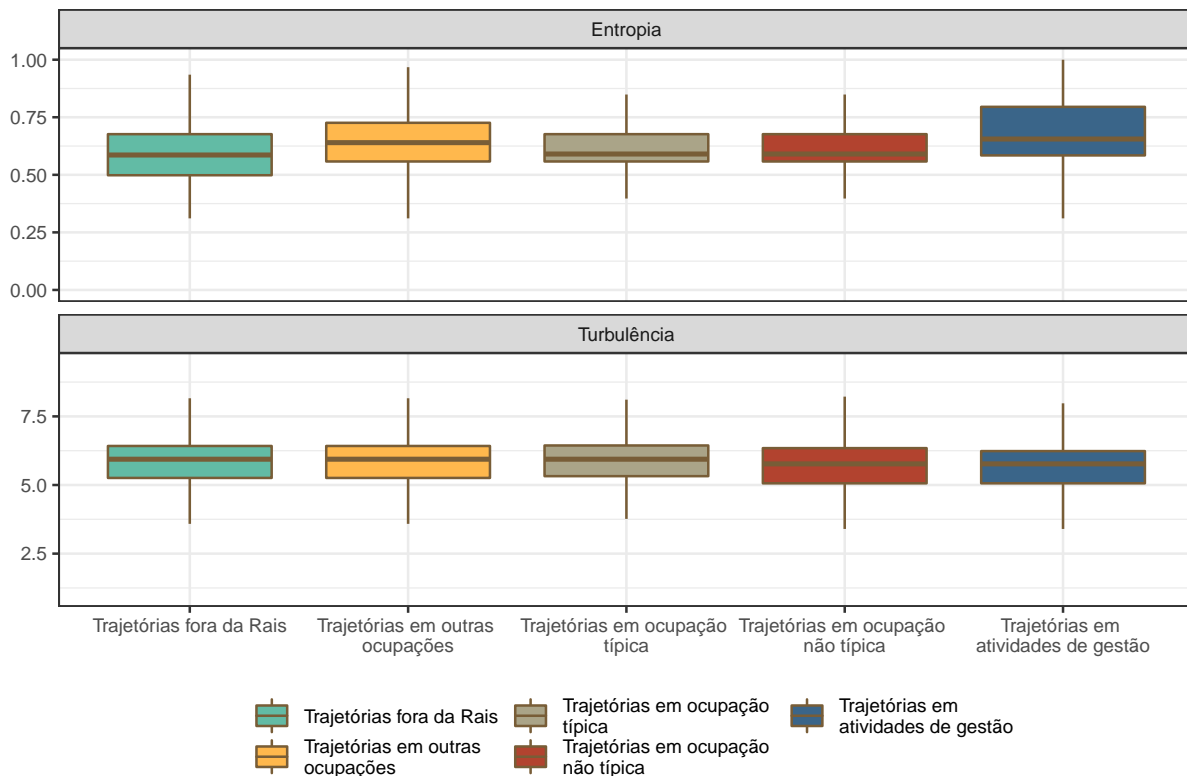 Entropia
1.00
0.75
0.50
0.25
0.00
Turbulência
7.5
5.0
2.5
Trajetórias fora da Rais
Trajetórias em outras
ocupações
Trajetórias em ocupação
típica
Trajetórias em ocupação
não típica
Trajetórias em
atividades de gestão
Trajetórias fora da Rais
Trajetórias em outras
ocupações
Trajetórias em ocupação
típica
Trajetórias em ocupação
não típica
Trajetórias em
atividades de gestão